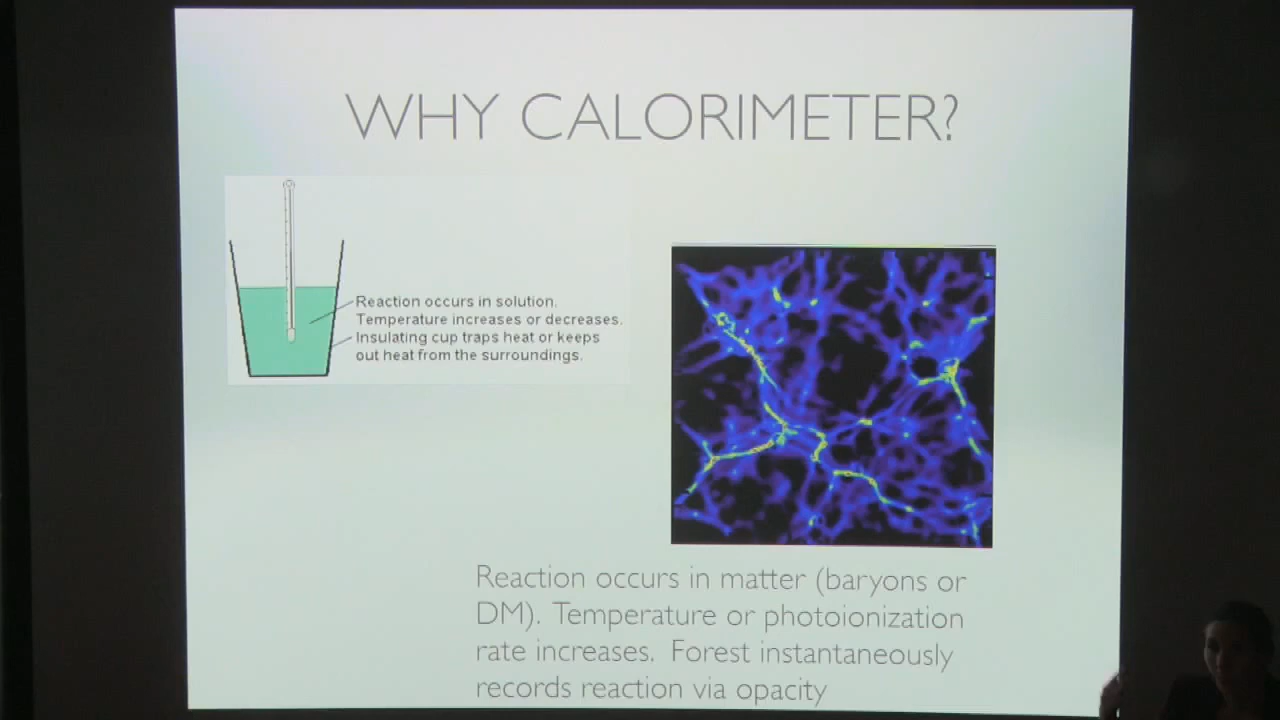 WHY CALORIMETER?
Reaction occurs in solution.
Temperature increases or decreases.
Insulating cup traps heat or keeps
out heat from the surroundings.
Reaction occurs in matter (baryons or
DM). Temperature or photoionization
rate increases. Forest instantaneously
records reaction via opacity